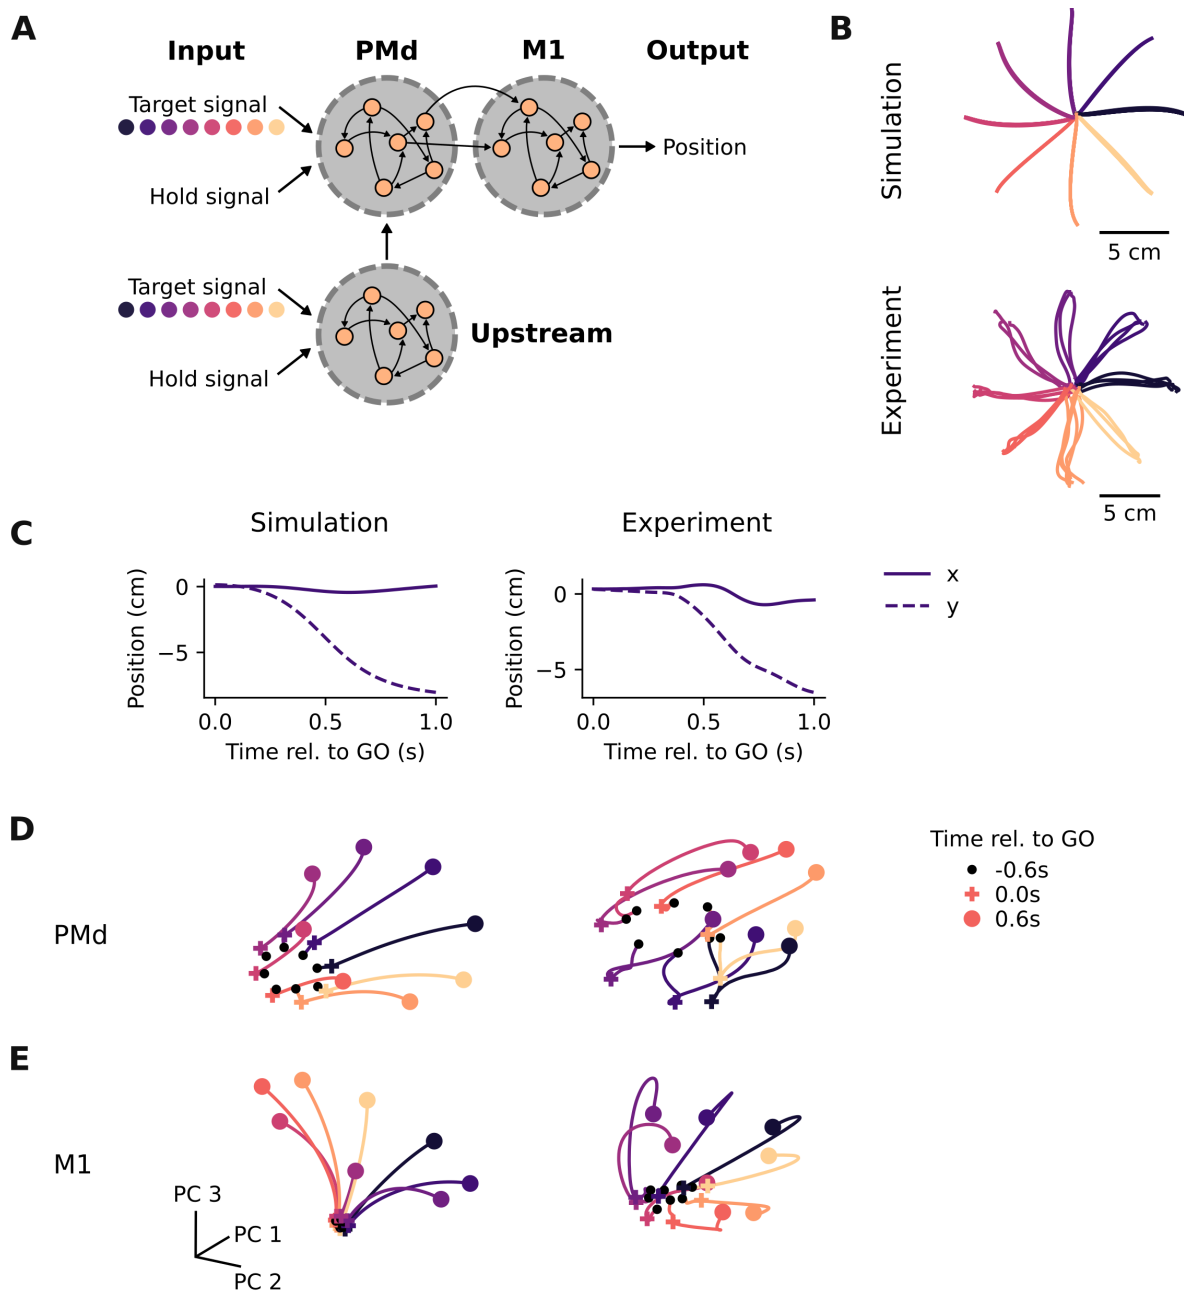 A
Input
PMd
M1
Output
Target signal
Hold signal
Position
Target signal
Hold signal
Upstream
B
Simulation
5 cm
Experiment
5 cm
C
Simulation
Position (cm)
0
−5
0.0
0.5
1.0
Time rel. to GO (s)
Experiment
Position (cm)
0
−5
0.0
0.5
1.0
Time rel. to GO (s)
x
y
D
PMd
Time rel. to GO
-0.6s
0.0s
0.6s
E
M1
PC 3
PC 1
PC 2